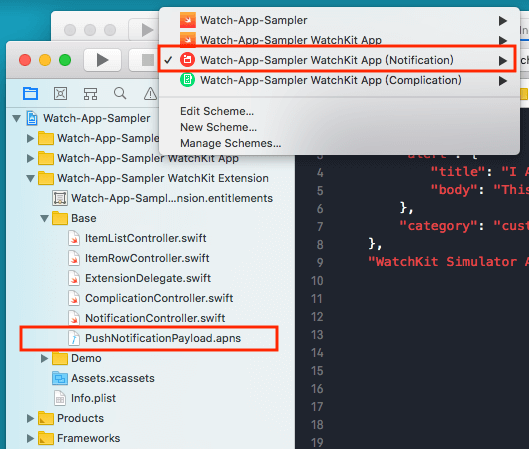 Watch-App-Sampler
Watch-App-Sampler WatchKit App
✓ Watch-App-Sampler WatchKit App (Notification)
Watch-App-Sampler WatchKit App (Complication)
Edit Scheme...
New Scheme...
Manage Schemes...
Watch-App-Sampler
Watch-App-Sample
Watch-App-Sampler WatchKit App
Watch-App-Sampler WatchKit Extension
Watch-App-Sampl...nsion.entitlements
Base
ItemListController.swift
ItemRowController.swift
ExtensionDelegate.swift
ComplicationController.swift
NotificationController.swift
PushNotificationPayload.apns
Demo
Assets.xcassets
Info.plist
Products
Frameworks
3 "alert": {
4 "title": "I A
5 "body": "This
6 },
7 "category": "cust
8 },
9 "WatchKit Simulator A
10
11
12
13
14
15
16
17
18
19